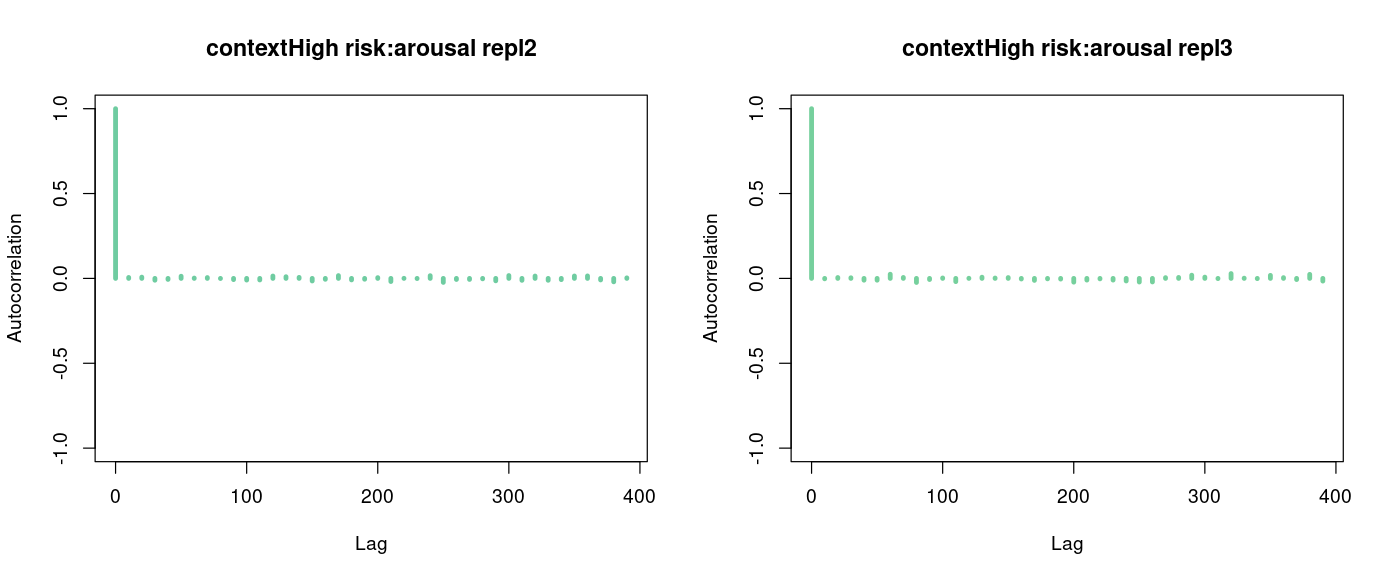 contextHigh risk:arousal repl2
Autocorrelation
1.0
0.5
0.0
-0.5
-1.0
0 100 200 300 400
Lag
contextHigh risk:arousal repl3
Autocorrelation
1.0
0.5
0.0
-0.5
-1.0
0 100 200 300 400
Lag